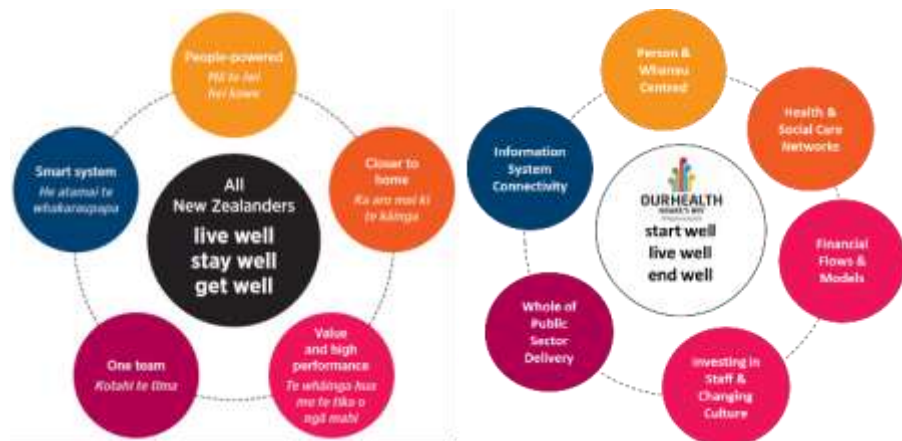 People-powered
Mā te iwi
hei kawe
Closer to
home
Ka aro mai ki
te kāinga
Value
and high
performance
Te whāinga hua
me te tika o
ngā mahi
One team
Kotahi te tīma
Smart system
He atamai te
whakaraupapa
All
New Zealanders
live well
stay well
get well
Person &
Whanau
Centred
Health &
Social Care
Networks
Financial
Flows &
Models
Investing in
Staff &
Changing
Culture
Whole of
Public
Sector
Delivery
Information
System
Connectivity
OURHEALTH
HAWKE'S BAY
start well
live well
end well